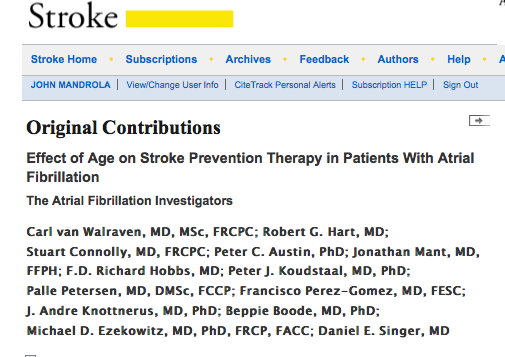 Stroke
Stroke Home • Subscriptions • Archives • Feedback • Authors • Help •
JOHN MANDROLA | View/Change User Info | CiteTrack Personal Alerts | Subscription HELP | Sign Out
Original Contributions
Effect of Age on Stroke Prevention Therapy in Patients With Atrial
Fibrillation
The Atrial Fibrillation Investigators
Carl van Walraven, MD, MSc, FRCPC; Robert G. Hart, MD;
Stuart Connolly, MD, FRCPC; Peter C. Austin, PhD; Jonathan Mant, MD,
FFPH; F.D. Richard Hobbs, MD; Peter J. Koudstaal, MD, PhD;
Palle Petersen, MD, DMSc, FCCP; Francisco Perez-Gomez, MD, FESC;
J. Andre Knottnerus, MD, PhD; Beppie Boode, MD, PhD;
Michael D. Ezekowitz, MD, PhD, FRCP, FACC; Daniel E. Singer, MD